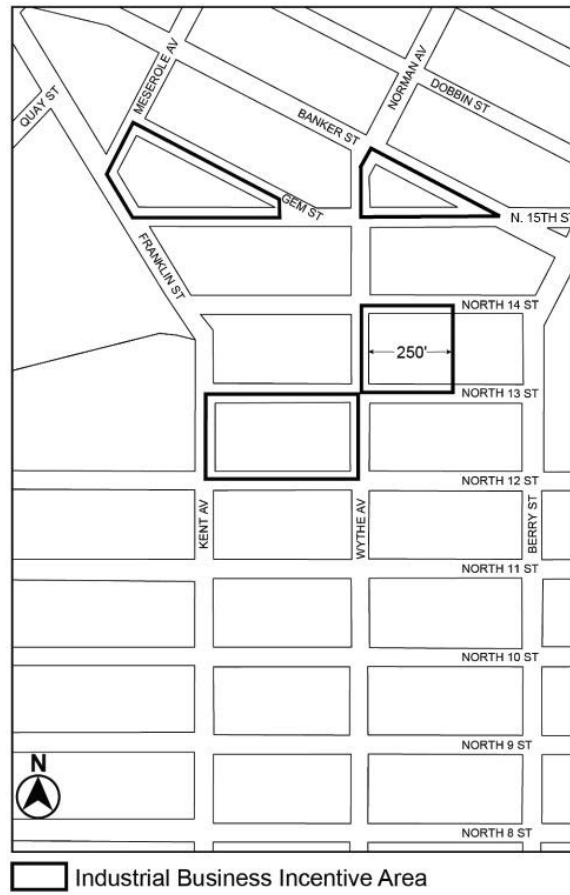 MESEROLE AV
NORMAN AV
QUAY ST
DOBBIN ST
BANKER ST
GEM ST
N. 15TH ST
FRANKLIN ST
NORTH 14 ST
250'
NORTH 13 ST
NORTH 12 ST
KENT AV
WYTHE AV
BERRY ST
NORTH 11 ST
NORTH 10 ST
NORTH 9 ST
N
NORTH 8 ST
Industrial Business Incentive Area